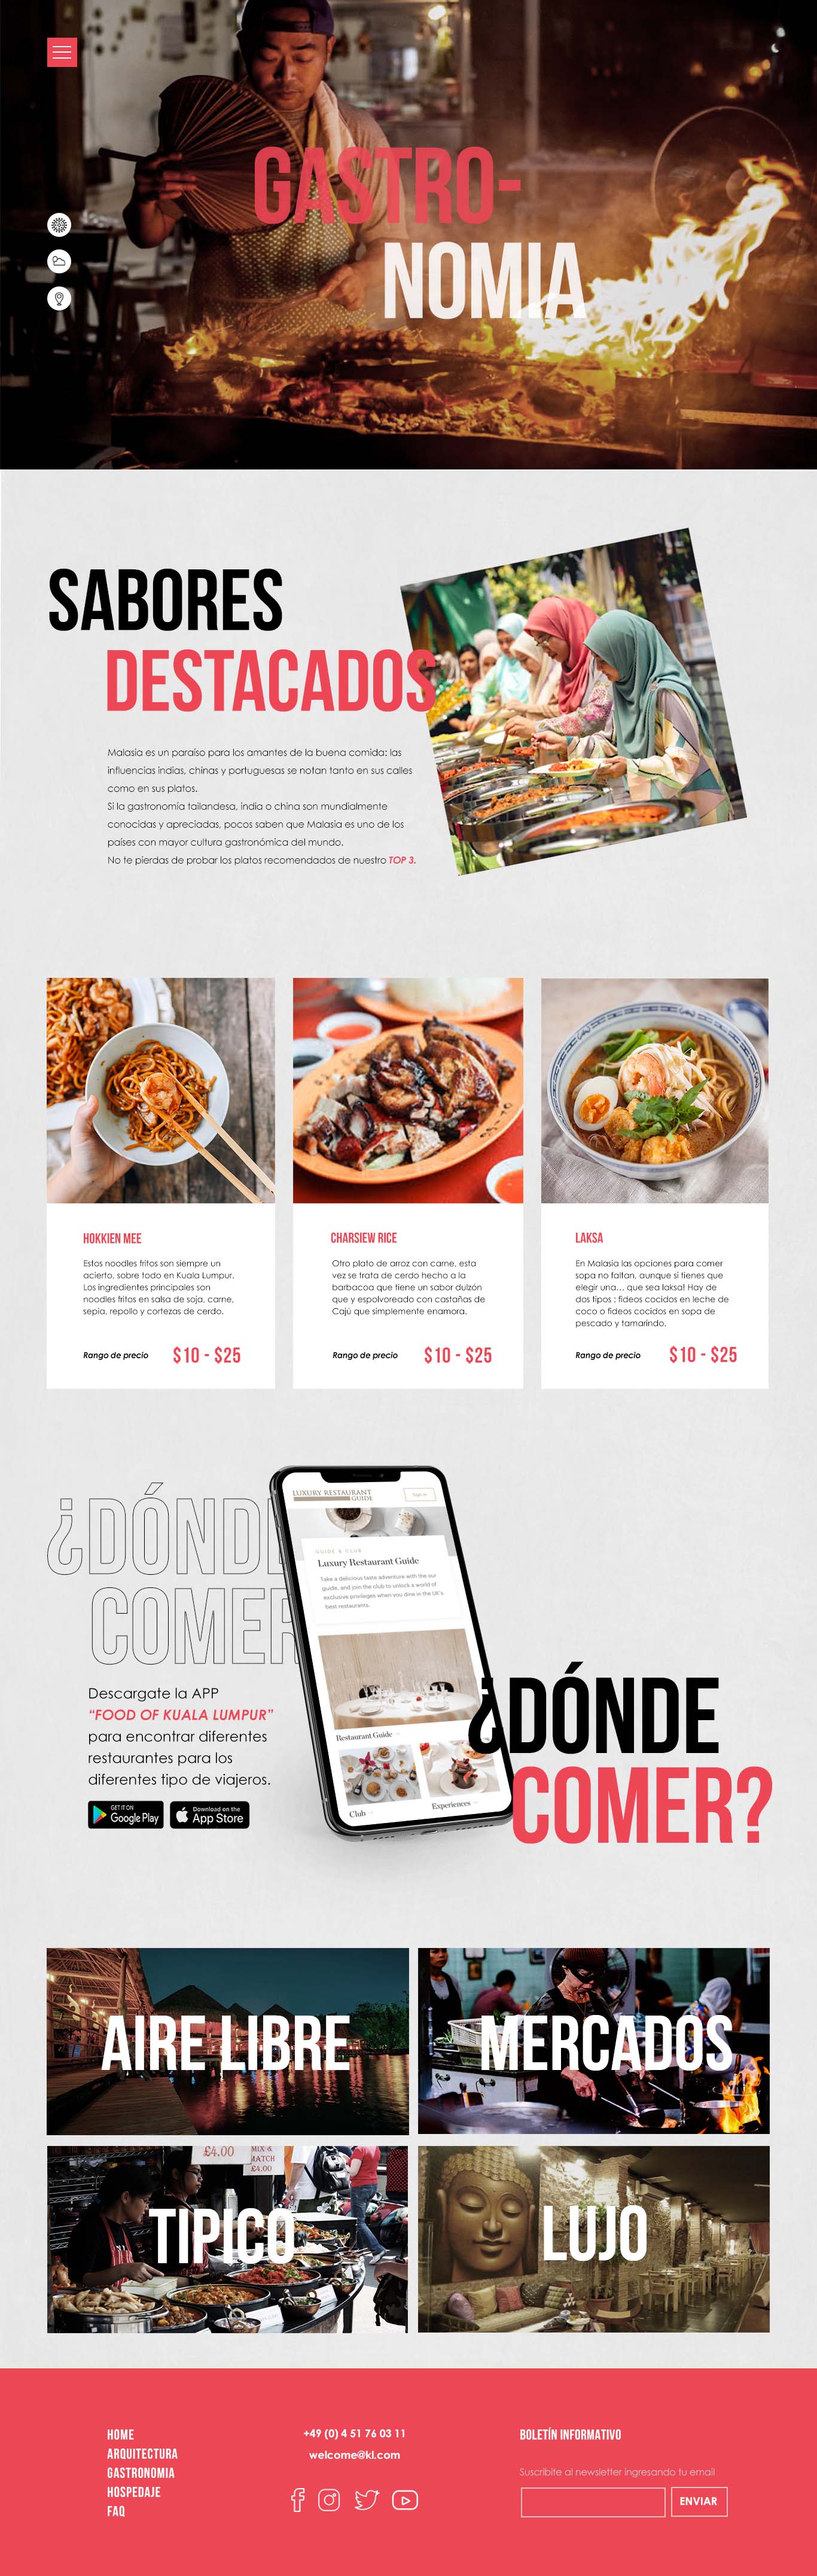 GASTRO-
NOMIA
SABORES
DESTACADOS
Malasia es un paraíso para los amantes de la buena comida: las
influencias indias, chinas y portuguesas se notan tanto en sus calles
como en sus platos.
Si la gastronomía tailandesa, india o china son mundialmente
conocidas y apreciadas, pocos saben que Malasia es uno de los
países con mayor cultura gastronómica del mundo.
No te pierdas de probar los platos recomendados de nuestro TOP 3.
HOKKIEN MEE
Estos noodles fritos son siempre un
acierto, sobre todo en Kuala Lumpur.
Los ingredientes principales son
noodles fritos en salsa de soja, carne,
sepia, repollo y cortezas de cerdo.
Rango de precio $10 - $25
CHARSIEW RICE
Otro plato de arroz con carne, esta
vez se trata de cerdo hecho a la
barbacoa que tiene un sabor dulzón
que y espolvoreado con castañas de
Cajú que simplemente enamora.
Rango de precio $10 - $25
LAKSA
En Malasia las opciones para comer
sopa no faltan, aunque si tienes que
elegir una... que sea laksa! Hay de
dos tipos : fideos cocidos en leche de
coco o fideos cocidos en sopa de
pescado y tamarindo.
Rango de precio $10 - $25
¿DÓNDE
COMER
Descargate la APP
“FOOD OF KUALA LUMPUR”
para encontrar diferentes
restaurantes para los
diferentes tipo de viajeros.
GET IT ON
Google Play
Download on the
App Store
LUXURY RESTAURANT
GUIDE
Sign in
GUIDE & CLUB
Luxury Restaurant Guide
Take a delicious taste adventure with the our
guide, and join the club to unlock a world of
exclusive privileges when you dine in the UK's
best restaurants.
Restaurant Guide
Club
Experiences
¿DÓNDE
COMER?
AIRE LIBRE
MERCADOS
£4.00
MIX &
MATCH
£4.00
TIPICO
LUJO
HOME
ARQUITECTURA
GASTRONOMIA
HOSPEDAJE
FAQ
+49 (0) 4 51 76 03 11
welcome@kl.com
BOLETÍN INFORMATIVO
Suscribite al newsletter ingresando tu email
ENVIAR